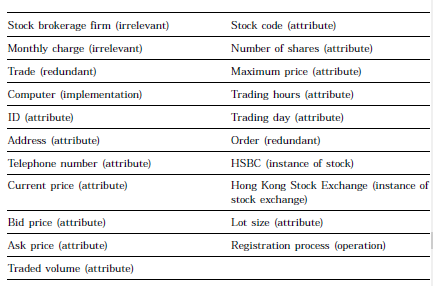 Stock brokerage firm (irrelevant) Stock code (attribute)
Monthly charge (irrelevant) Number of shares (attribute)
Trade (redundant) Maximum price (attribute)
Computer (implementation) Trading hours (attribute)
ID (attribute) Trading day (attribute)
Address (attribute) Order (redundant)
Telephone number (attribute) HSBC (instance of stock)
Current price (attribute) Hong Kong Stock Exchange (instance of
stock exchange)
Bid price (attribute) Lot size (attribute)
Ask price (attribute) Registration process (operation)
Traded volume (attribute)